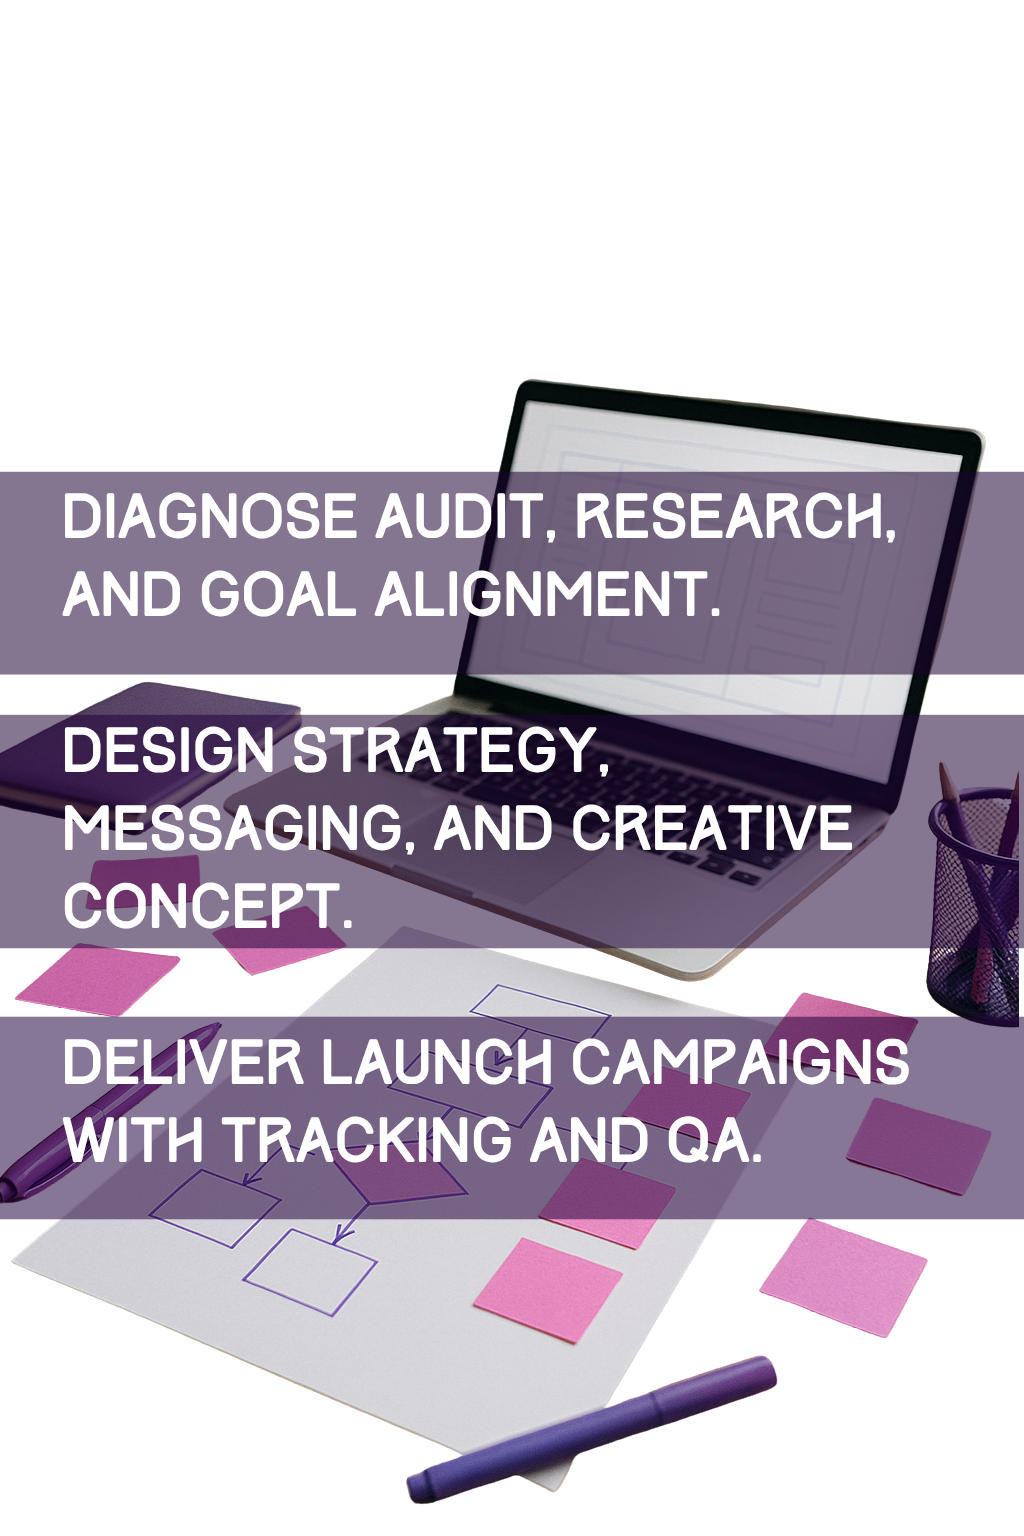 DIAGNOSE AUDIT, RESEARCH,
AND GOAL ALIGNMENT.
DESIGN STRATEGY,
MESSAGING, AND CREATIVE
CONCEPT.
DELIVER LAUNCH CAMPAIGNS
WITH TRACKING AND QA.